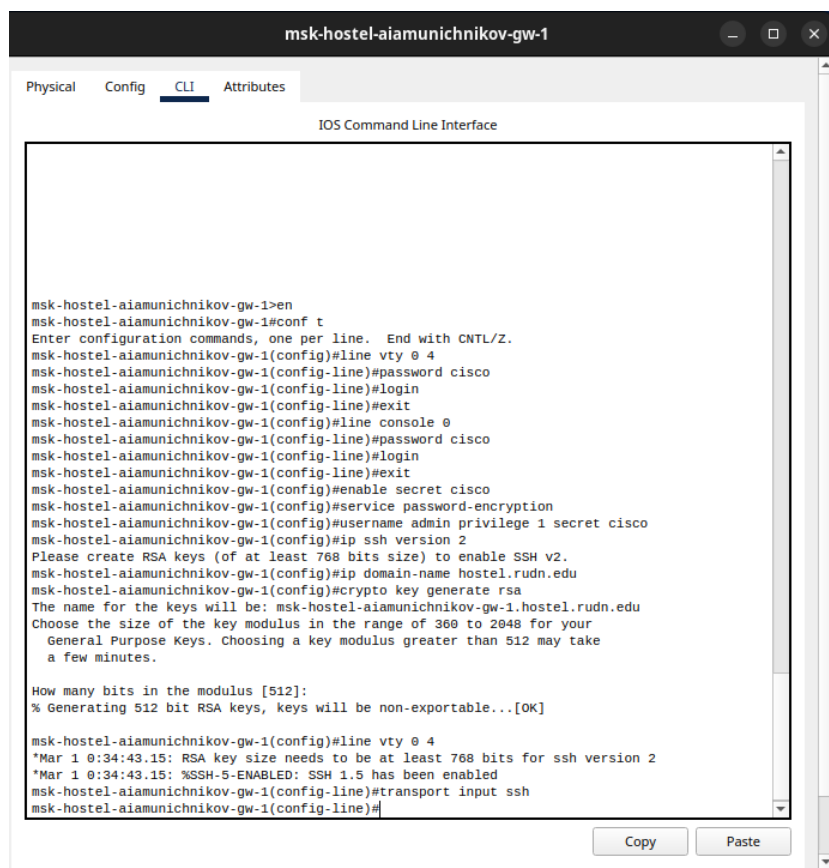 msk-hostel-aiamunichnikov-gw-1
Physical Config CLI Attributes
IOS Command Line Interface
msk-hostel-aiamunichnikov-gw-1>en
msk-hostel-aiamunichnikov-gw-1#conf t
Enter configuration commands, one per line.  End with CNTL/Z.
msk-hostel-aiamunichnikov-gw-1(config)#line vty 0 4
msk-hostel-aiamunichnikov-gw-1(config-line)#password cisco
msk-hostel-aiamunichnikov-gw-1(config-line)#login
msk-hostel-aiamunichnikov-gw-1(config-line)#exit
msk-hostel-aiamunichnikov-gw-1(config)#line console 0
msk-hostel-aiamunichnikov-gw-1(config-line)#password cisco
msk-hostel-aiamunichnikov-gw-1(config-line)#login
msk-hostel-aiamunichnikov-gw-1(config-line)#exit
msk-hostel-aiamunichnikov-gw-1(config)#enable secret cisco
msk-hostel-aiamunichnikov-gw-1(config)#service password-encryption
msk-hostel-aiamunichnikov-gw-1(config)#username admin privilege 1 secret cisco
msk-hostel-aiamunichnikov-gw-1(config)#ip ssh version 2
Please create RSA keys (of at least 768 bits size) to enable SSH v2.
msk-hostel-aiamunichnikov-gw-1(config)#ip domain-name hostel.rudn.edu
msk-hostel-aiamunichnikov-gw-1(config)#crypto key generate rsa
The name for the keys will be: msk-hostel-aiamunichnikov-gw-1.hostel.rudn.edu
Choose the size of the key modulus in the range of 360 to 2048 for your
  General Purpose Keys. Choosing a key modulus greater than 512 may take
  a few minutes.
How many bits in the modulus [512]:
% Generating 512 bit RSA keys, keys will be non-exportable...[OK]
msk-hostel-aiamunichnikov-gw-1(config)#line vty 0 4
*Mar 1 0:34:43.15: RSA key size needs to be at least 768 bits for ssh version 2
*Mar 1 0:34:43.15: %SSH-5-ENABLED: SSH 1.5 has been enabled
msk-hostel-aiamunichnikov-gw-1(config-line)#transport input ssh
msk-hostel-aiamunichnikov-gw-1(config-line)#
Copy Paste